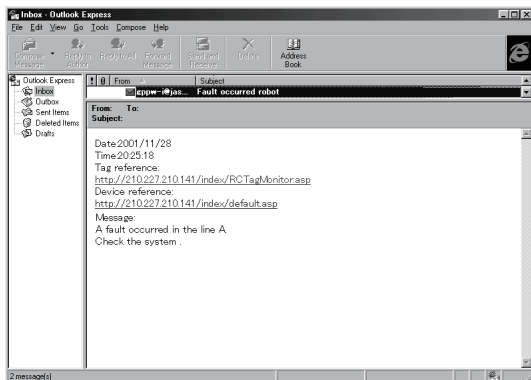 Inbox - Outlook Express
File Edit View Go Tools Compose Help
Compose Message
Reply to Author
Reply to All
Forward Message
Send and Receive
Delete
Address Book
Outlook Express
Inbox
Outbox
Sent Items
Deleted Items
Drafts
! From Subject
gppw-i@jas... Fault occurred robot
From: To:
Subject:
Date:2001/11/28
Time:20:25:18
Tag reference:
http://210.227.210.141/index/RCTagMonitor.asp
Device reference:
http://210.227.210.141/index/default.asp
Message:
A fault occurred in the line A.
Check the system .
2 message(s)